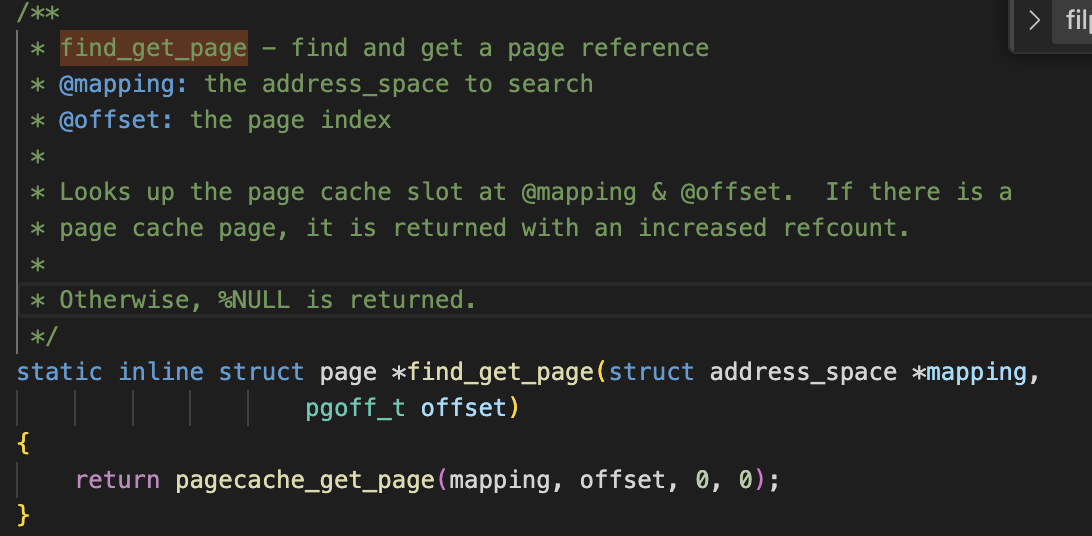 /**
 * find_get_page - find and get a page reference
 * @mapping: the address_space to search
 * @offset: the page index
 *
 * Looks up the page cache slot at @mapping & @offset.  If there is a
 * page cache page, it is returned with an increased refcount.
 *
 * Otherwise, %NULL is returned.
 */
static inline struct page *find_get_page(struct address_space *mapping,
                    pgoff_t offset)
{
    return pagecache_get_page(mapping, offset, 0, 0);
}